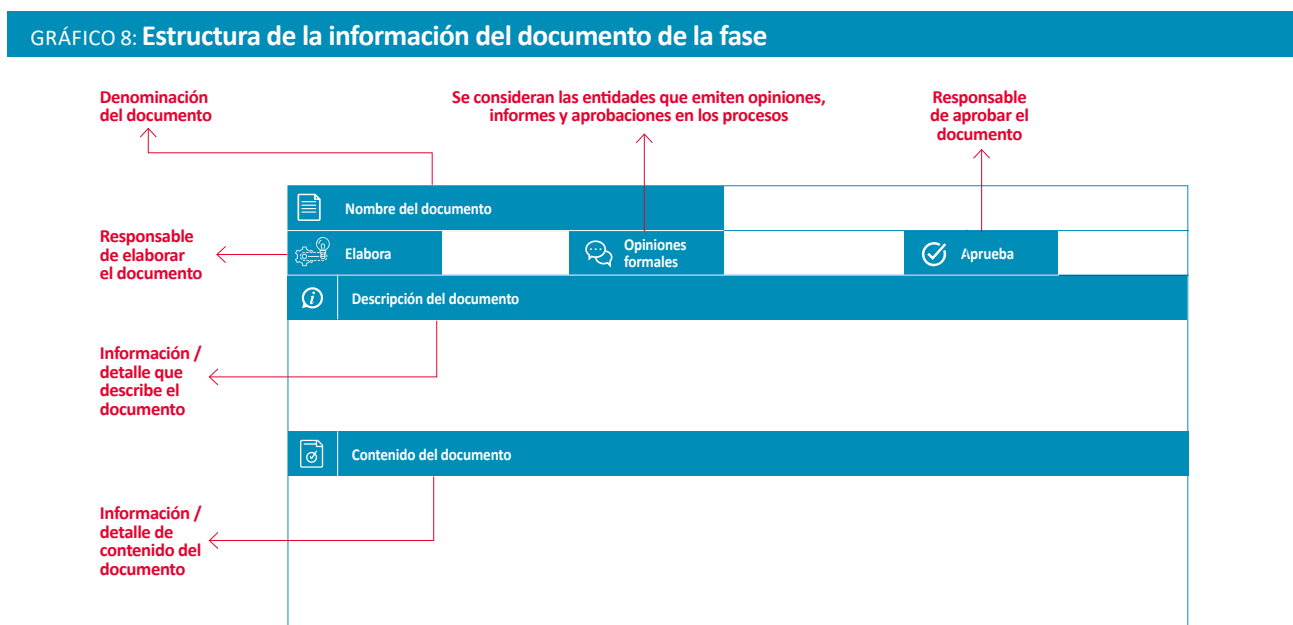 GRÁFICO 8: Estructura de la información del documento de la fase
Denominación
del documento
Se consideran las entidades que emiten opiniones,
informes y aprobaciones en los procesos
Responsable
de aprobar el
documento
Nombre del documento
Responsable
de elaborar
el documento
Elabora
Opiniones
formales
Aprueba
Descripción del documento
Información /
detalle que
describe el
documento
Contenido del documento
Información /
detalle de
contenido del
documento